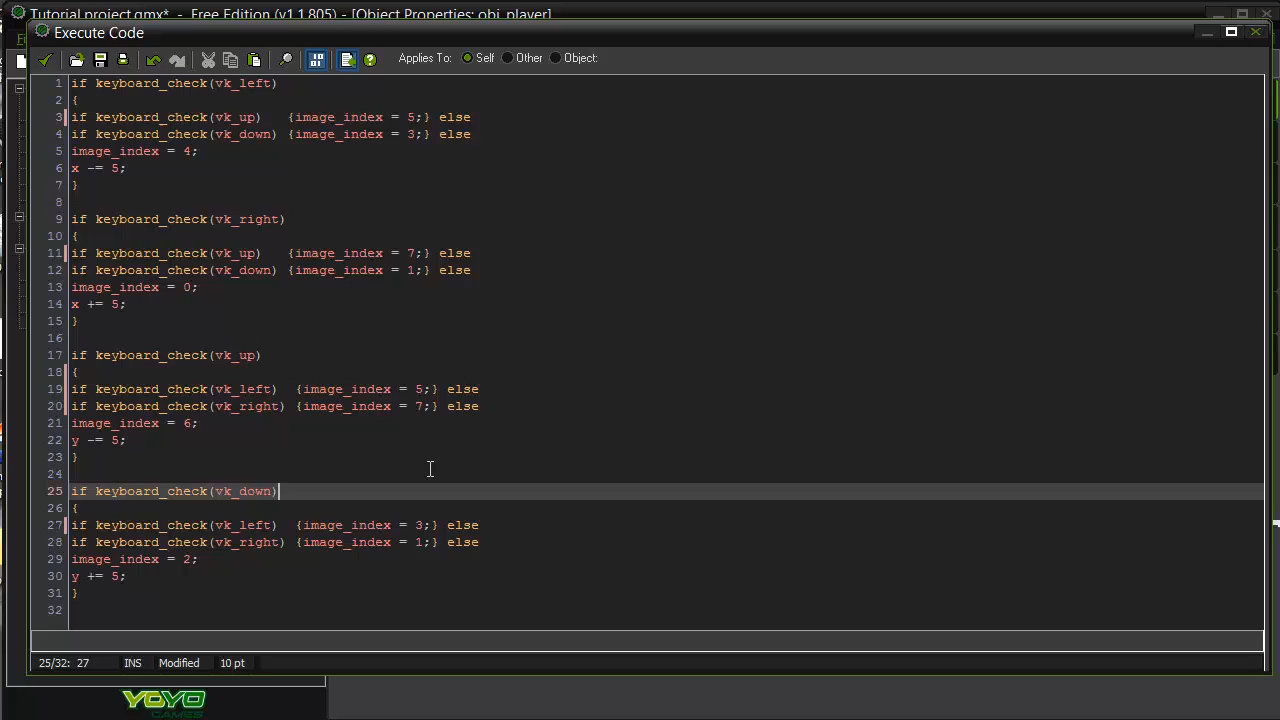 Tutorial project.gmx* - Free Edition (v1.1.805) - [Object Properties: obj_player]
Execute Code
Applies To: Self Other Object:
1 if keyboard_check(vk_left)
2 {
3 if keyboard_check(vk_up) {image_index = 5;} else
4 if keyboard_check(vk_down) {image_index = 3;} else
5 image_index = 4;
6 x -= 5;
7 }
8
9 if keyboard_check(vk_right)
10 {
11 if keyboard_check(vk_up) {image_index = 7;} else
12 if keyboard_check(vk_down) {image_index = 1;} else
13 image_index = 0;
14 x += 5;
15 }
16
17 if keyboard_check(vk_up)
18 {
19 if keyboard_check(vk_left) {image_index = 5;} else
20 if keyboard_check(vk_right) {image_index = 7;} else
21 image_index = 6;
22 y -= 5;
23 }
24
25 if keyboard_check(vk_down)
26 {
27 if keyboard_check(vk_left) {image_index = 3;} else
28 if keyboard_check(vk_right) {image_index = 1;} else
29 image_index = 2;
30 y += 5;
31 }
32
25/32: 27 INS Modified 10 pt
YOYO
GAMES